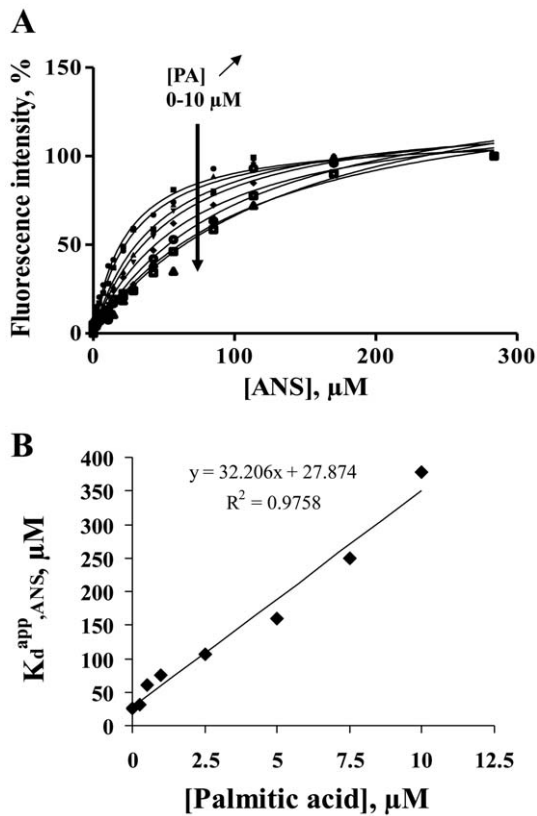 A
[PA]
0-10 μM
150
100
50
0
0 100 200 300
Fluorescence intensity, %
[ANS], μM
B
y = 32.206x + 27.874
R² = 0.9758
400
350
300
250
200
150
100
50
0
0 2.5 5 7.5 10 12.5
Kd^app,ANS, μM
[Palmitic acid], μM